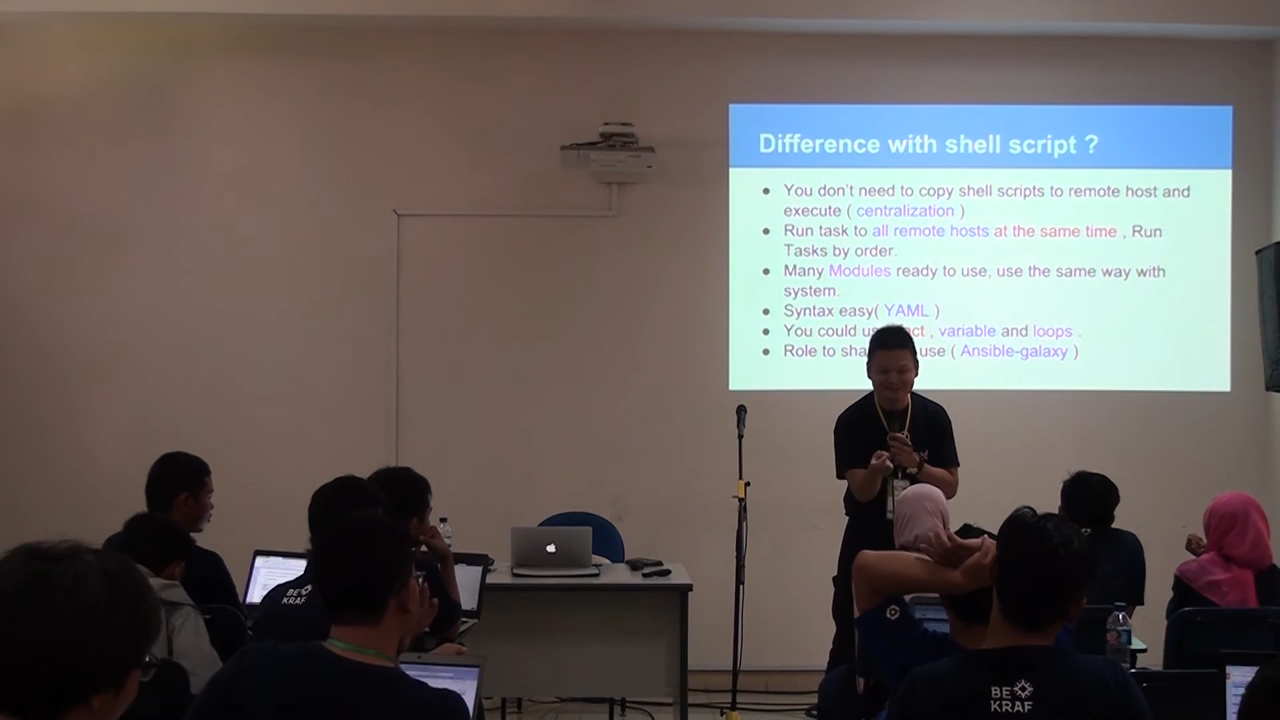 Difference with shell script ?
● You don't need to copy shell scripts to remote host and
execute ( centralization )
● Run task to all remote hosts at the same time , Run
Tasks by order.
● Many Modules ready to use, use the same way with
system.
● Syntax easy( YAML )
● You could , variable and loops .
● Role to use ( Ansible-galaxy )
BE
KRAF
BE
KRAF